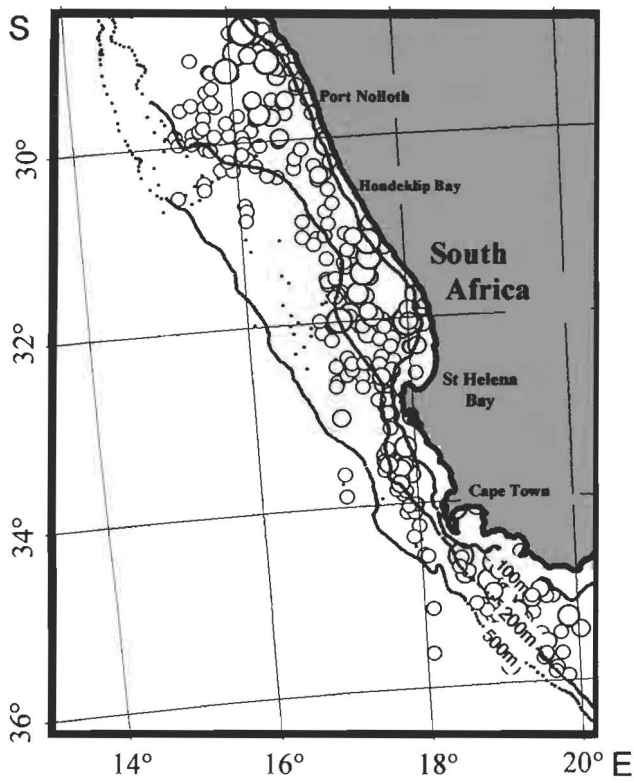 S
Port Nolloth
30°
Hondeklip Bay
South
Africa
32°
St Helena
Bay
Cape Town
34°
100m
200m
500m
36°
14°
16°
18°
20° E